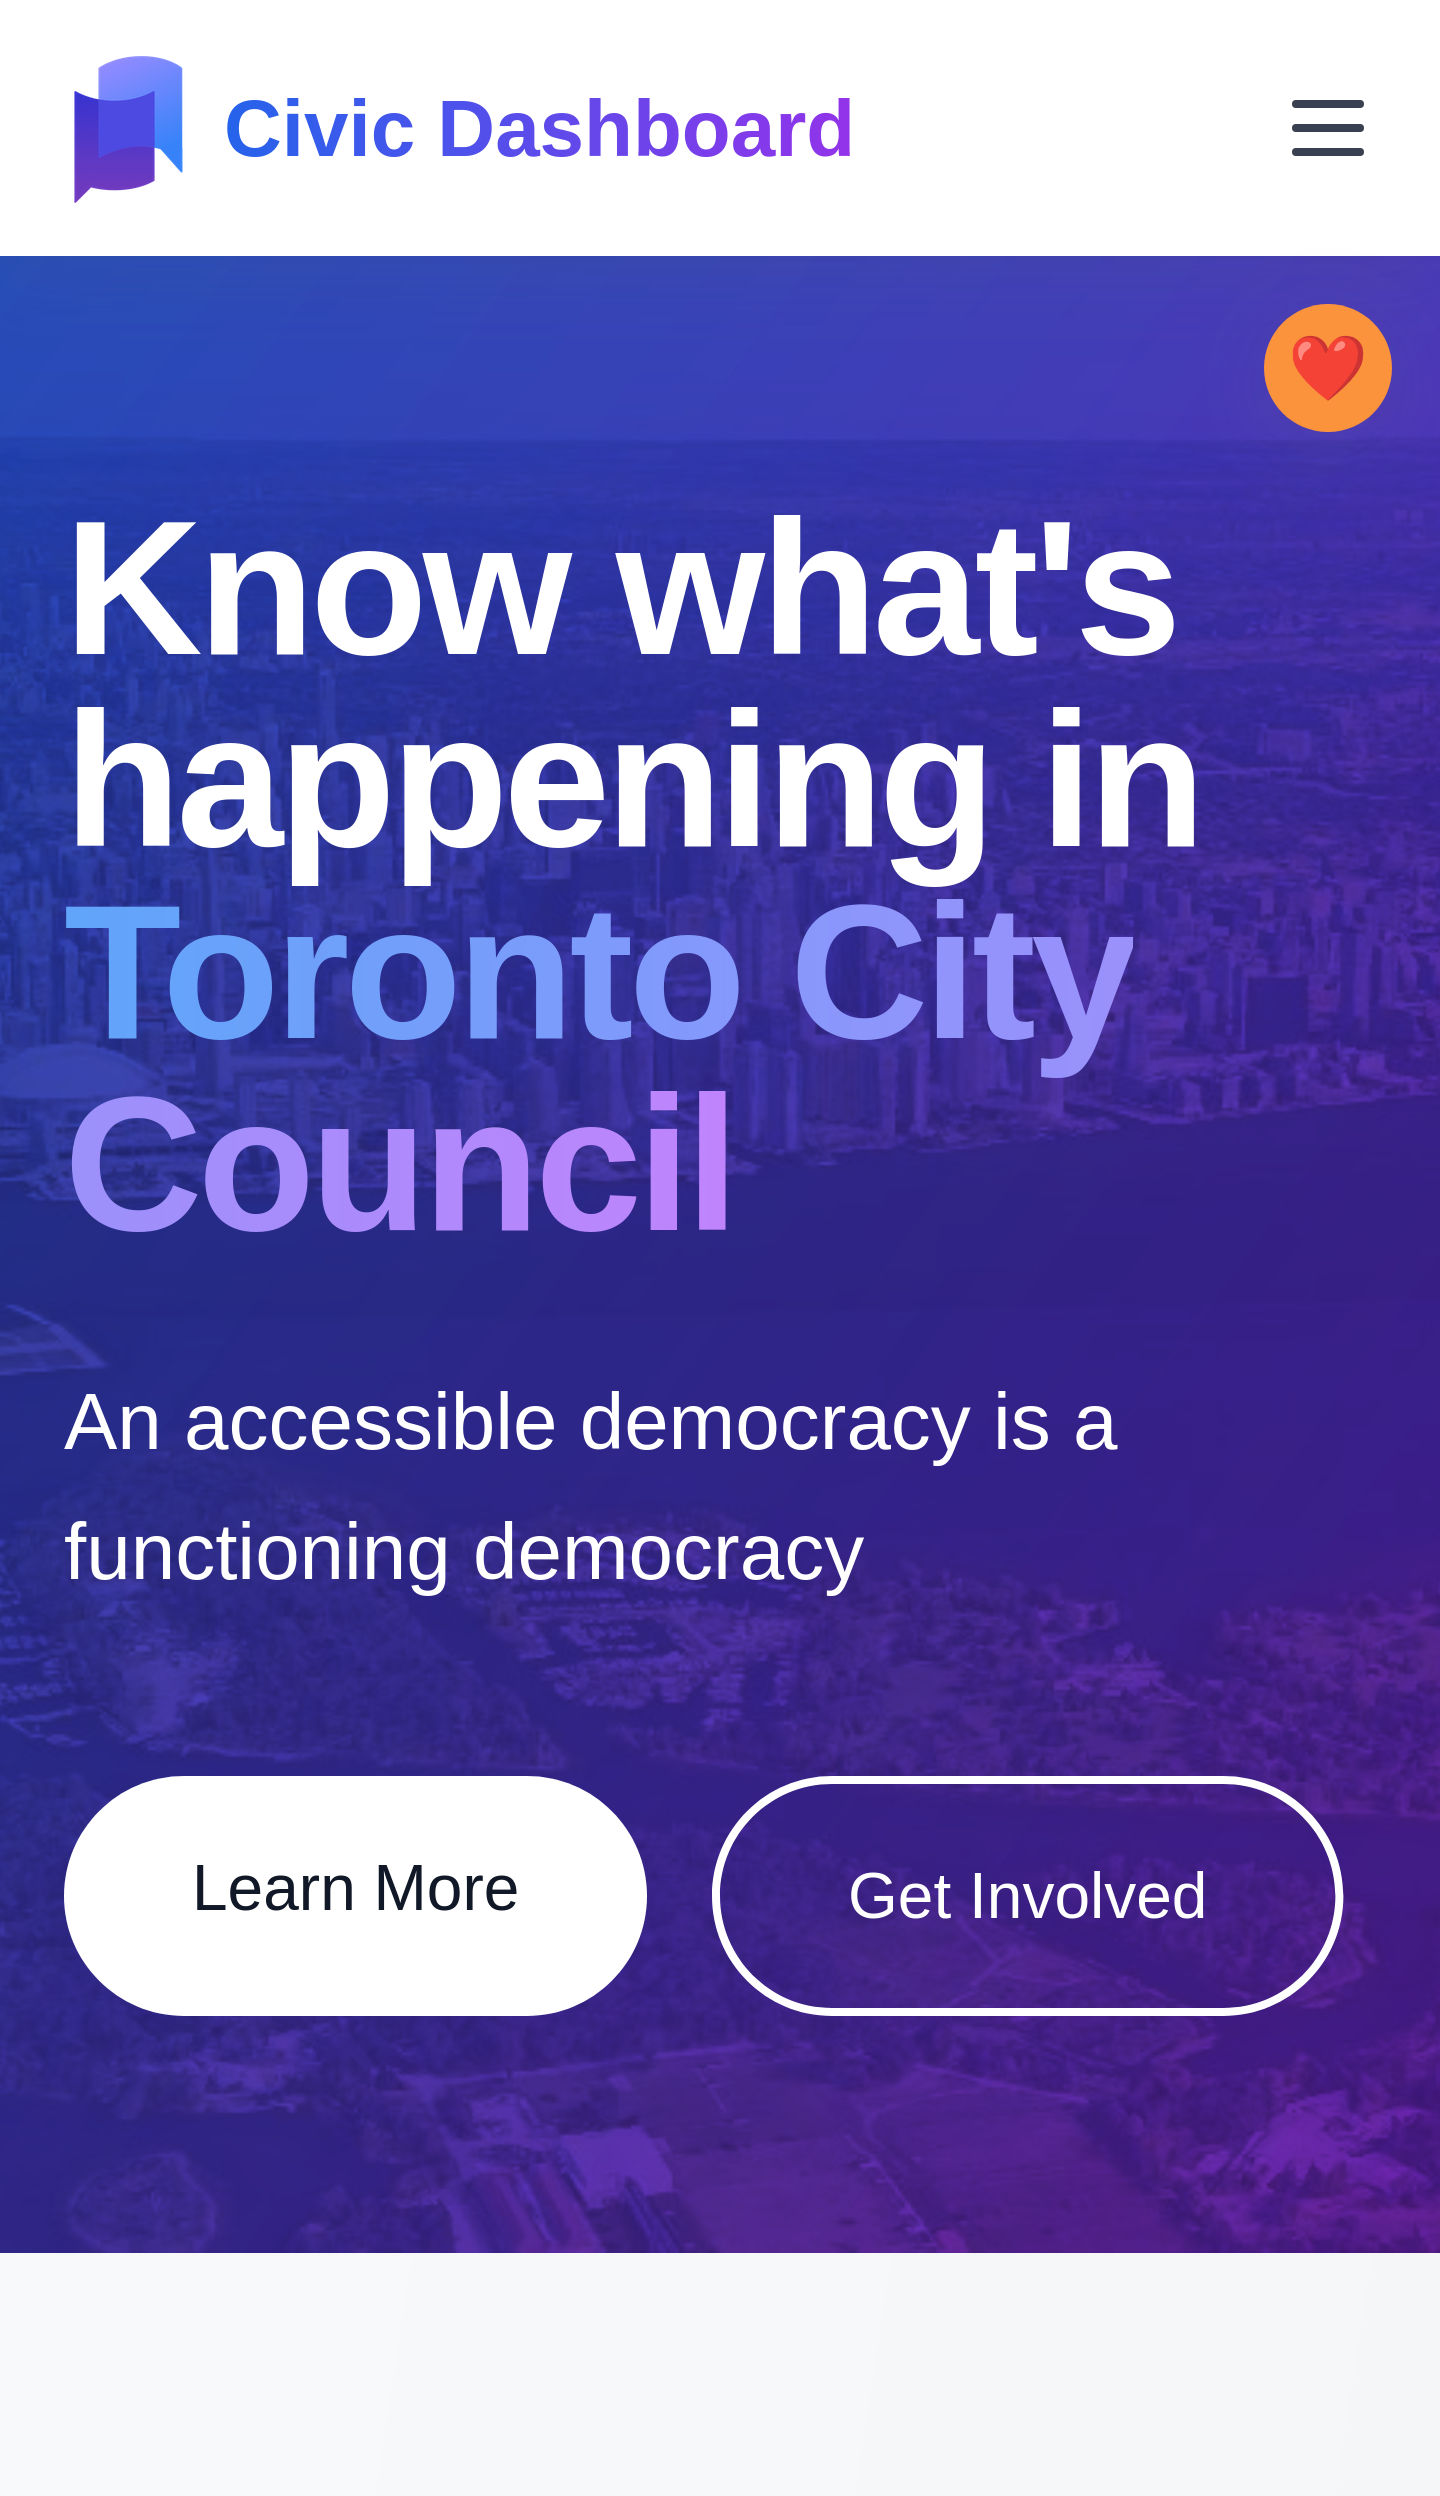 Civic Dashboard
Know what's
happening in
Toronto City
Council
An accessible democracy is a
functioning democracy
Learn More
Get Involved